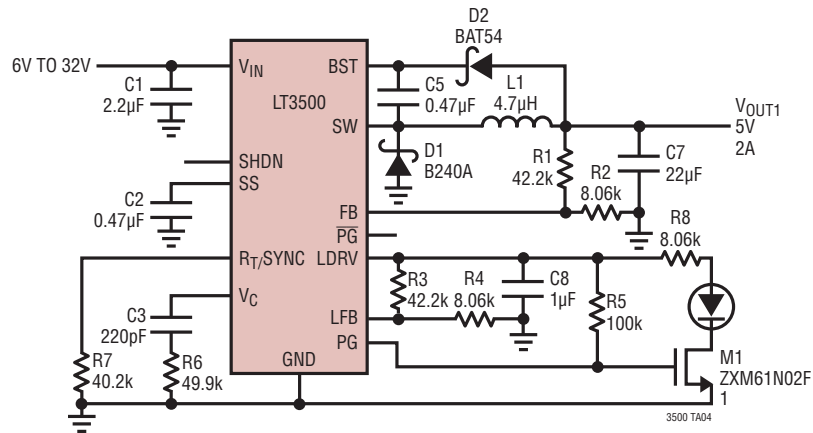 D2
BAT54
6V TO 32V
C1
2.2µF
VIN
BST
LT3500
C5
0.47µF
L1
4.7µH
VOUT1
5V
2A
SW
D1
B240A
R1
42.2k
R2
8.06k
C7
22µF
SHDN
SS
C2
0.47µF
FB
PG
R8
8.06k
RT/SYNC
LDRV
R3
42.2k
R4
8.06k
C8
1µF
R5
100k
VC
C3
220pF
LFB
PG
R7
40.2k
R6
49.9k
GND
M1
ZXM61N02F
1
3500 TA04